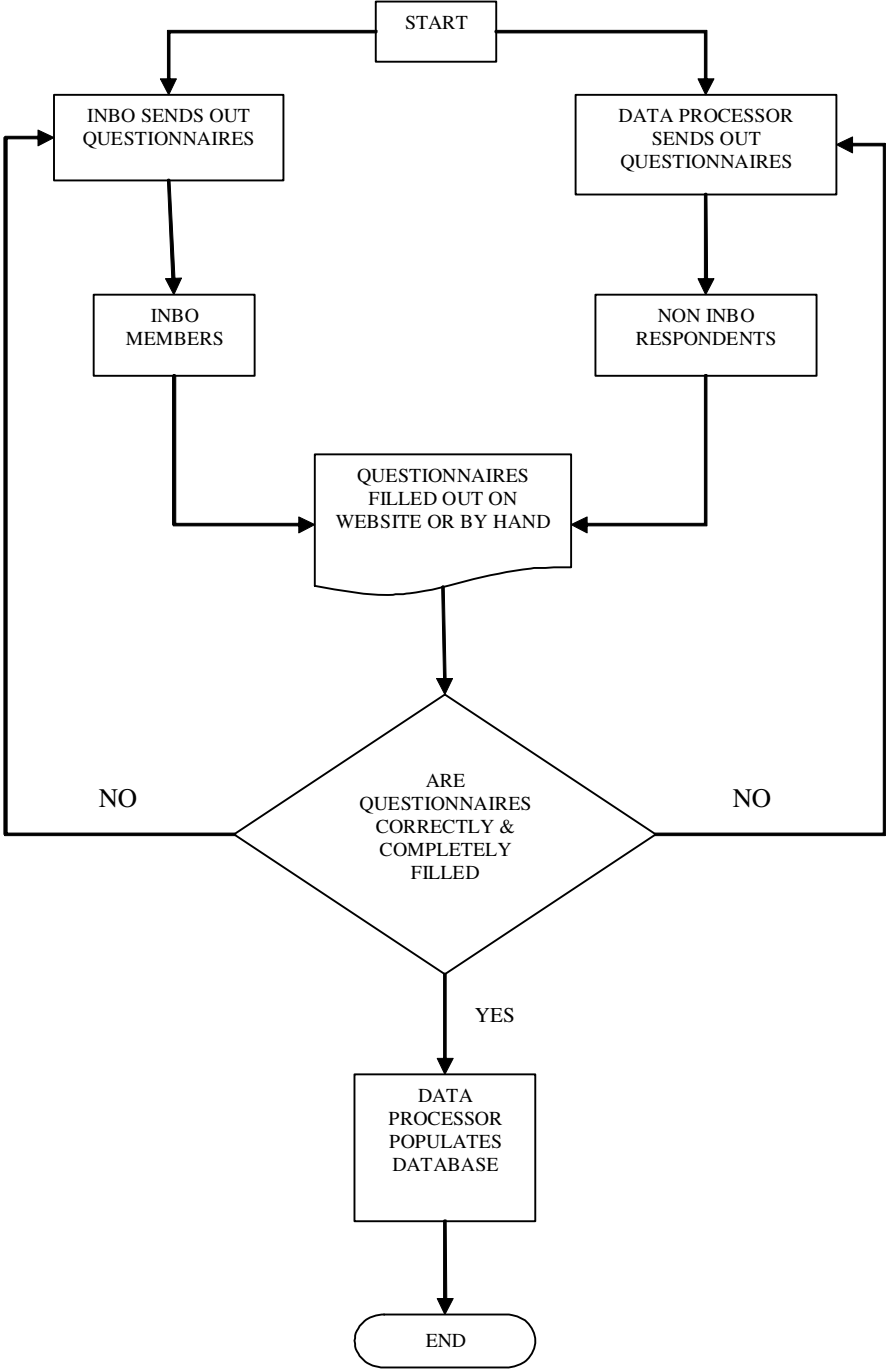 START
INBO SENDS OUT
QUESTIONNAIRES
DATA PROCESSOR
SENDS OUT
QUESTIONNAIRES
INBO
MEMBERS
NON INBO
RESPONDENTS
QUESTIONNAIRES
FILLED OUT ON
WEBSITE OR BY HAND
NO
ARE
QUESTIONNAIRES
CORRECTLY &
COMPLETELY
FILLED
NO
YES
DATA
PROCESSOR
POPULATES
DATABASE
END